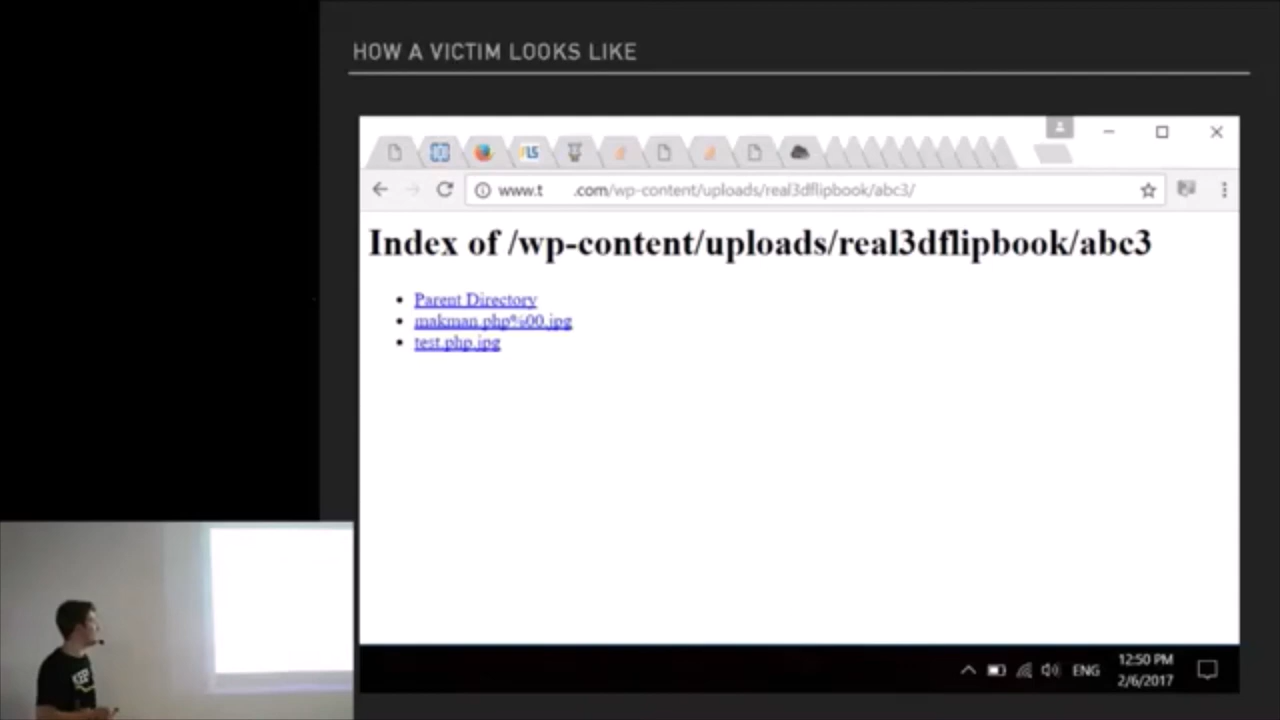 HOW A VICTIM LOOKS LIKE
www.t .com/wp-content/uploads/real3dflipbook/abc3/
Index of /wp-content/uploads/real3dflipbook/abc3
Parent Directory
makman.php%00.jpg
test.php.jpg
12:50 PM
ENG
2/6/2017